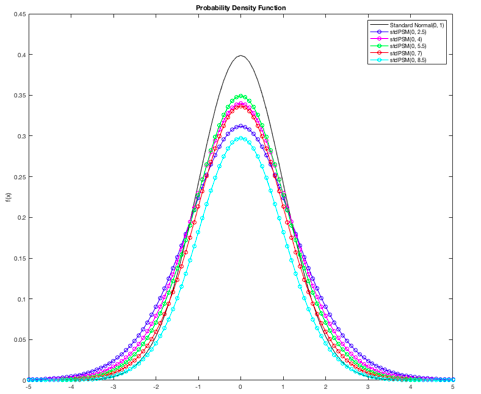 Probability Density Function
Standard Normal(0, 1)
stdPSM(0, 2.5)
stdPSM(0, 4)
stdPSM(0, 5.5)
stdPSM(0, 7)
stdPSM(0, 8.5)
f(x)
0.45
0.4
0.35
0.3
0.25
0.2
0.15
0.1
0.05
0
-5 -4 -3 -2 -1 0 1 2 3 4 5